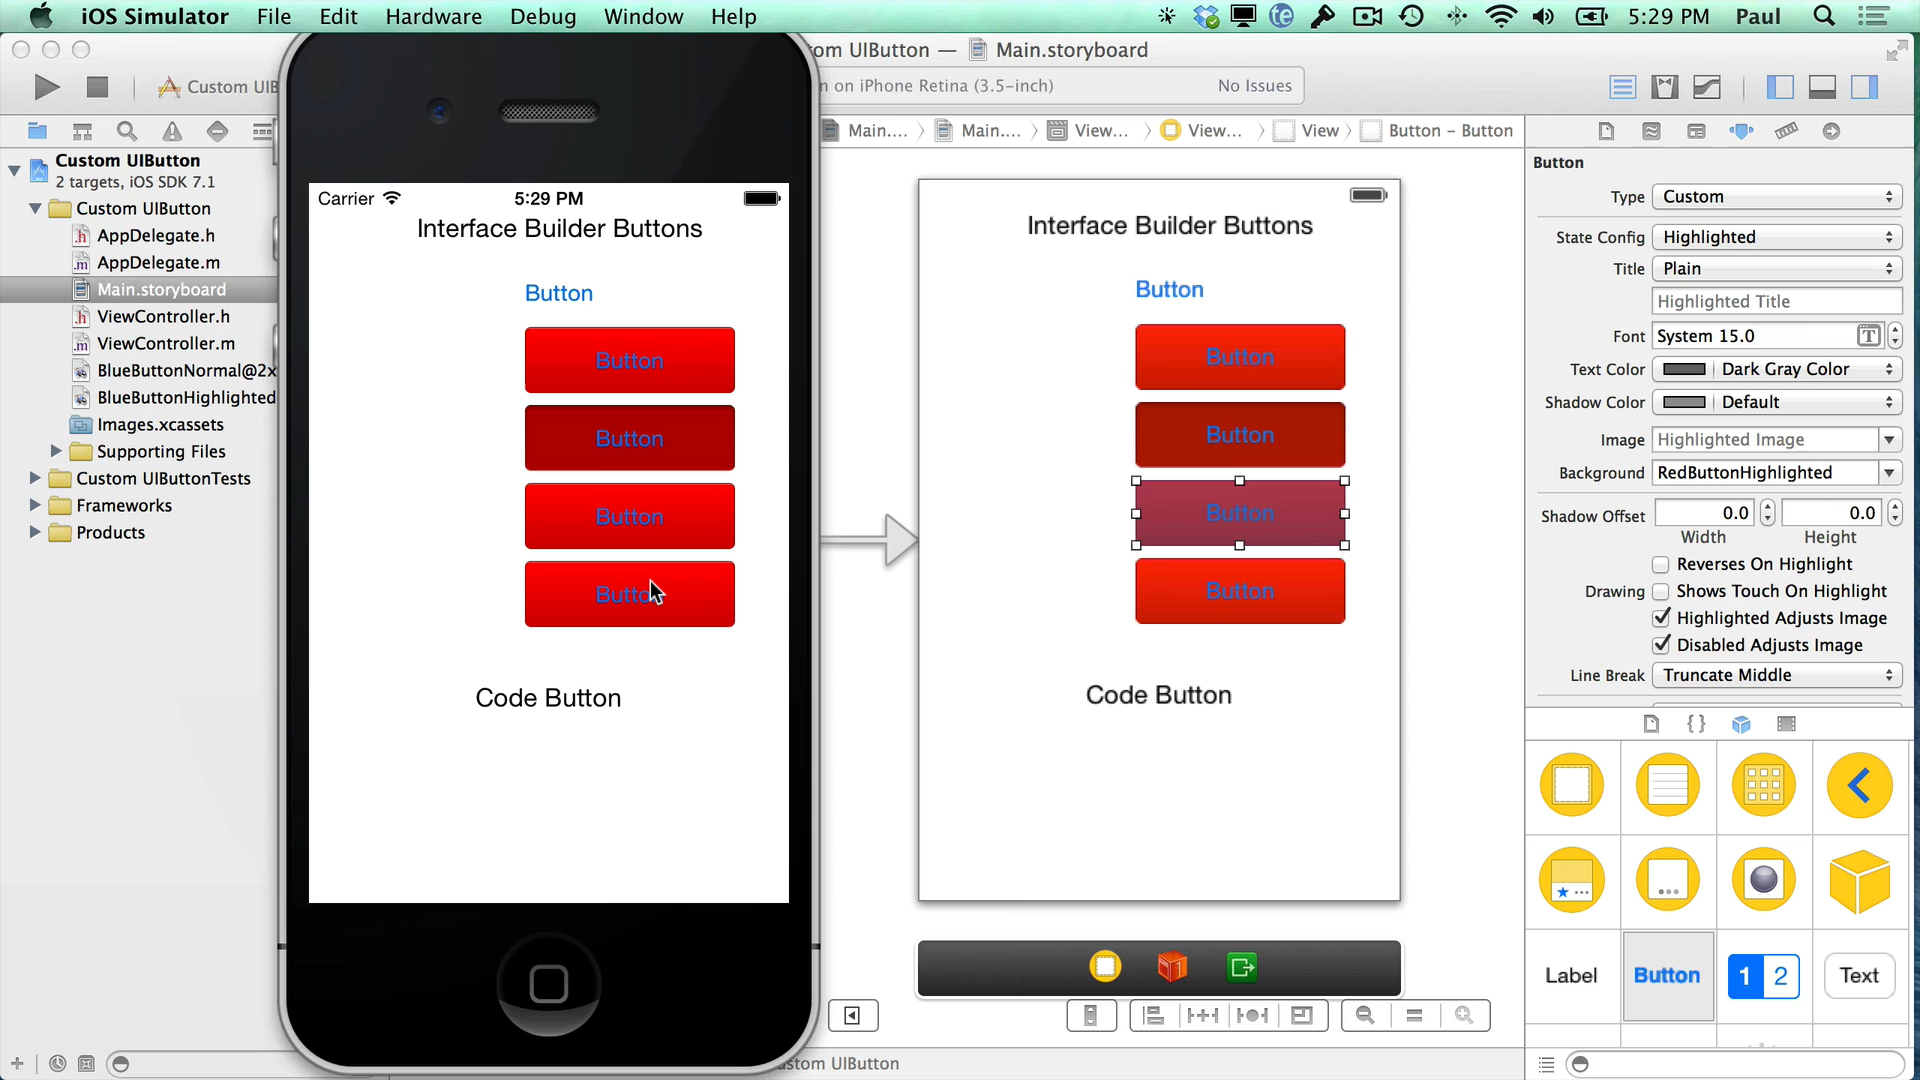 iOS Simulator File Edit Hardware Debug Window Help te 5:29 PM Paul
om UIButton — Main.storyboard
Custom UIB
n on iPhone Retina (3.5-inch) No Issues
Main.... Main.... View... View... View Button – Button
Custom UIButton
2 targets, iOS SDK 7.1
Custom UIButton
AppDelegate.h
AppDelegate.m
Main.storyboard
ViewController.h
ViewController.m
BlueButtonNormal@2x
BlueButtonHighlighted
Images.xcassets
Supporting Files
Custom UIButtonTests
Frameworks
Products
Carrier 5:29 PM
Interface Builder Buttons
Button
Button
Button
Button
Button
Code Button
Interface Builder Buttons
Button
Button
Button
Button
Button
Code Button
stom UIButton
Button
Type Custom
State Config Highlighted
Title Plain
Highlighted Title
Font System 15.0 T
Text Color Dark Gray Color
Shadow Color Default
Image Highlighted Image
Background RedButtonHighlighted
Shadow Offset 0.0 0.0
Width Height
Reverses On Highlight
Drawing Shows Touch On Highlight
Highlighted Adjusts Image
Disabled Adjusts Image
Line Break Truncate Middle
{ }
Label Button 1 2 Text